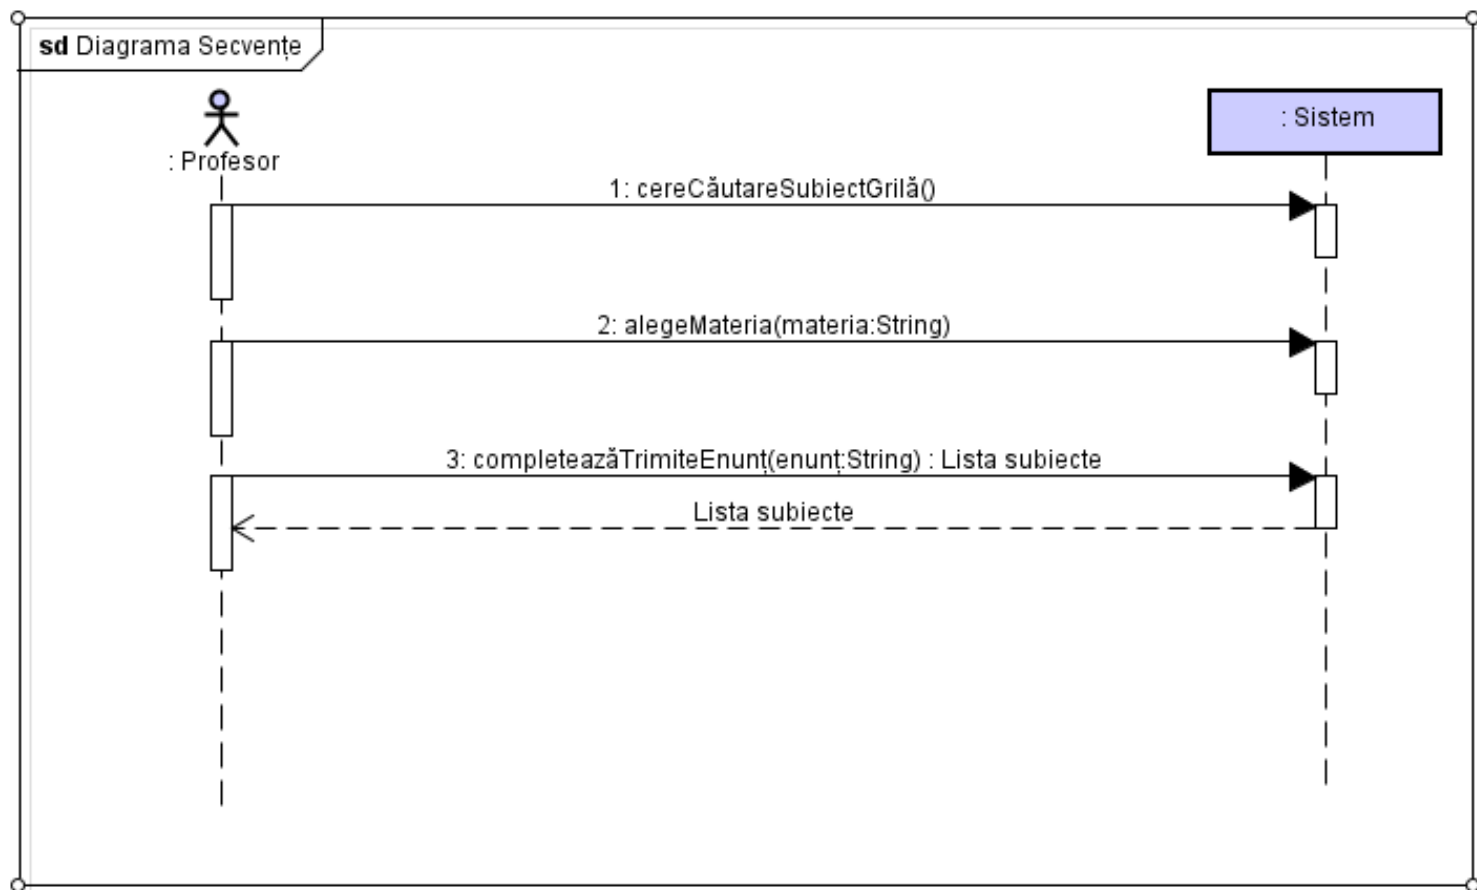 sd Diagrama Secvențe
: Profesor
: Sistem
1: cereCăutareSubiectGrilă()
2: alegeMateria(materia:String)
3: completeazăTrimiteEnunț(enunț:String) : Lista subiecte
Lista subiecte